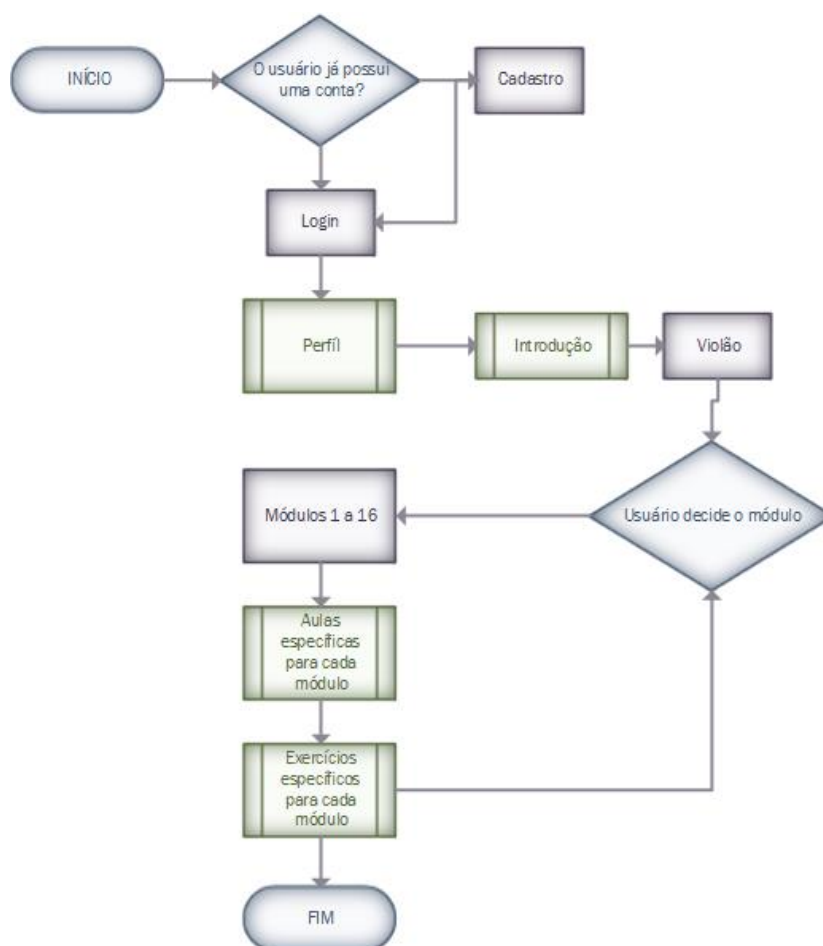 INÍCIO
O usuário já possui
uma conta?
Cadastro
Login
Perfil
Introdução
Violão
Usuário decide o módulo
Módulos 1 a 16
Aulas
específicas
para cada
módulo
Exercícios
específicos
para cada
módulo
FIM